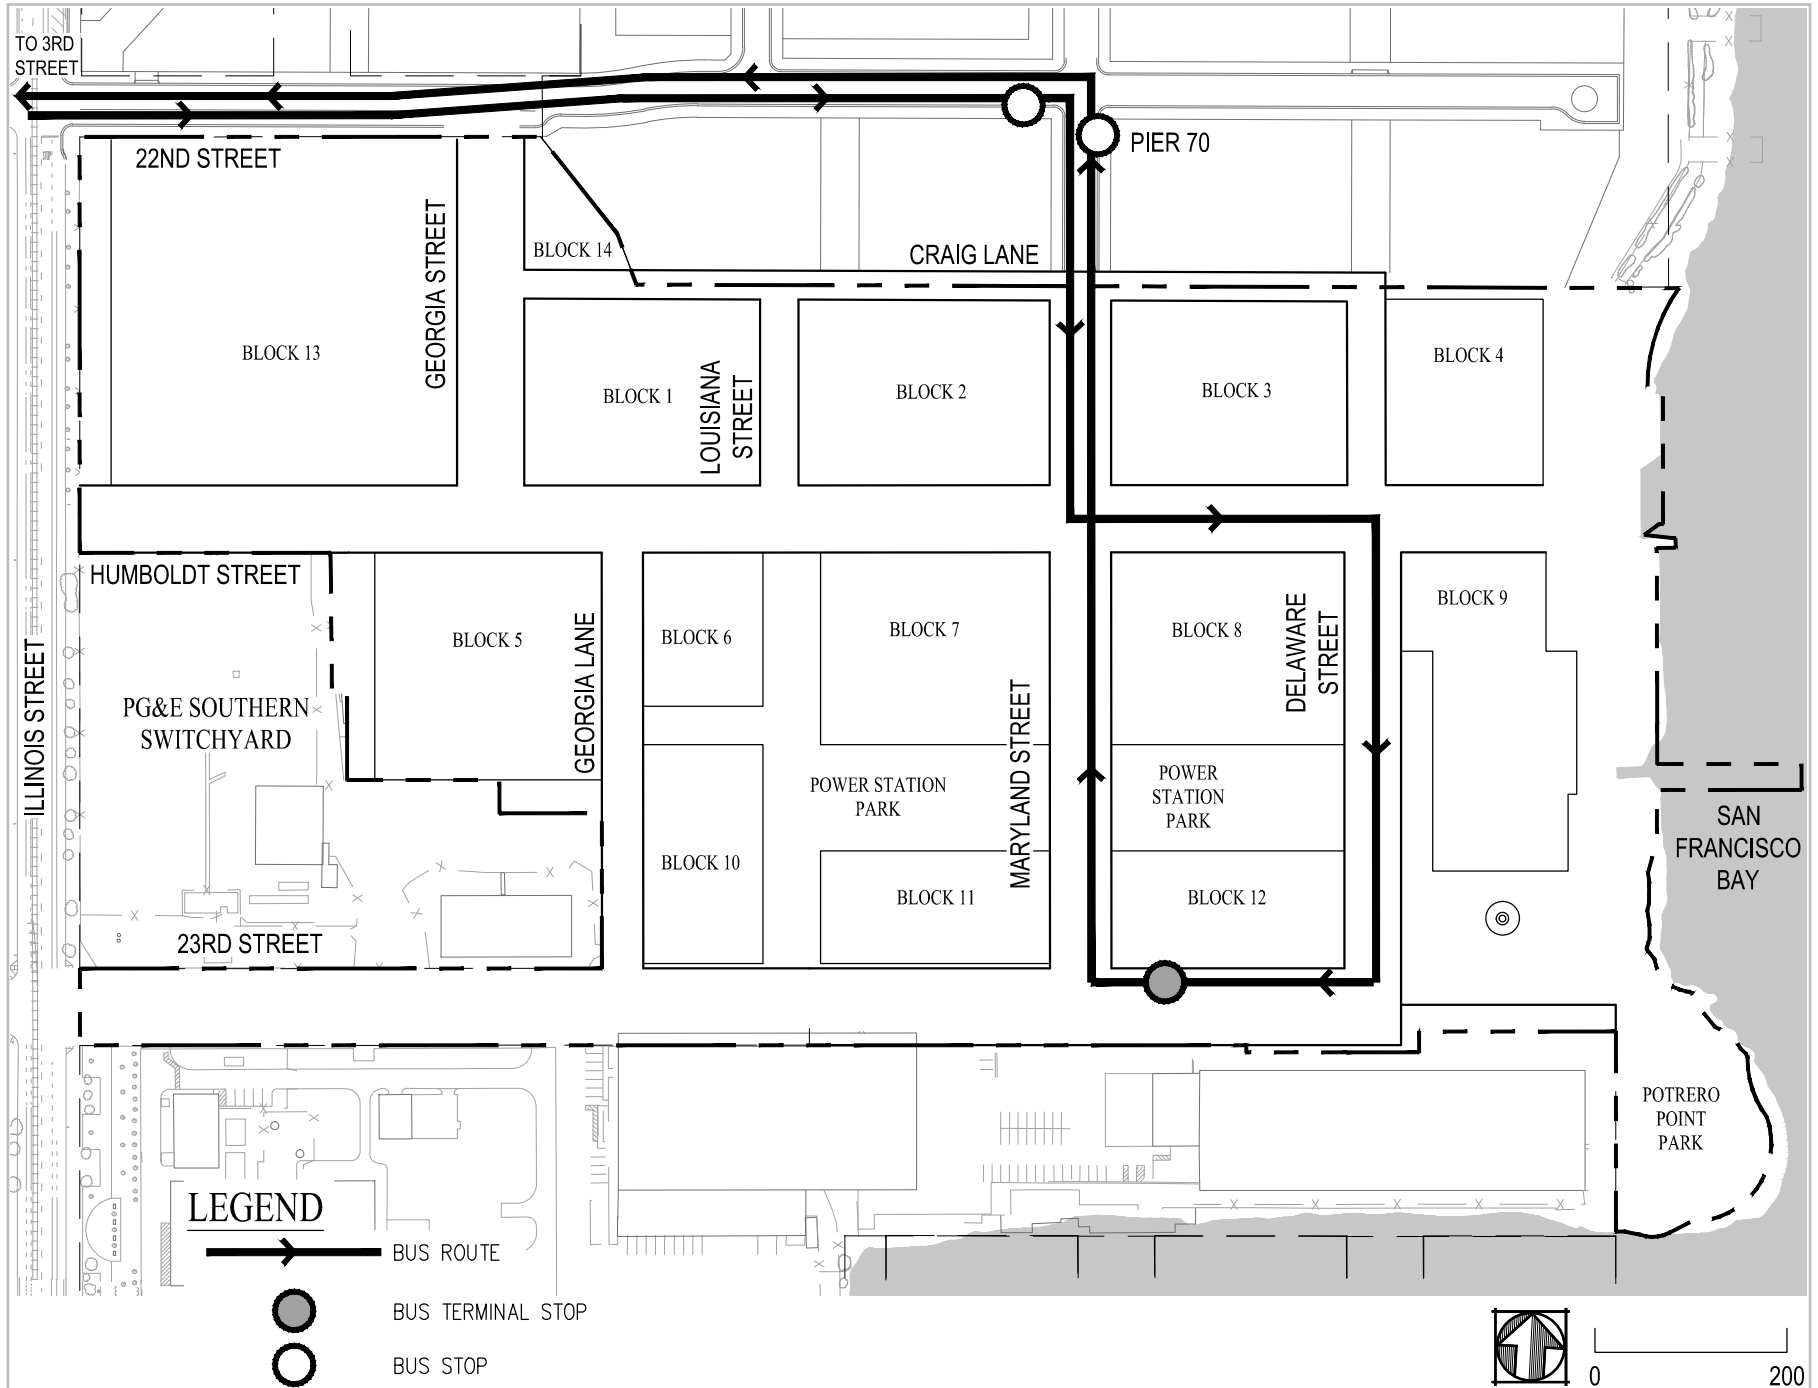 TO 3RD
STREET
22ND STREET
PIER 70
GEORGIA STREET
BLOCK 14
CRAIG LANE
BLOCK 13
BLOCK 1
LOUISIANA
STREET
BLOCK 2
BLOCK 3
BLOCK 4
HUMBOLDT STREET
ILLINOIS STREET
PG&E SOUTHERN
SWITCHYARD
BLOCK 5
GEORGIA LANE
BLOCK 6
BLOCK 7
MARYLAND STREET
BLOCK 8
DELAWARE
STREET
BLOCK 9
POWER STATION
PARK
POWER
STATION
PARK
SAN
FRANCISCO
BAY
BLOCK 10
BLOCK 11
BLOCK 12
23RD STREET
POTRERO
POINT
PARK
LEGEND
BUS ROUTE
BUS TERMINAL STOP
BUS STOP
0
200